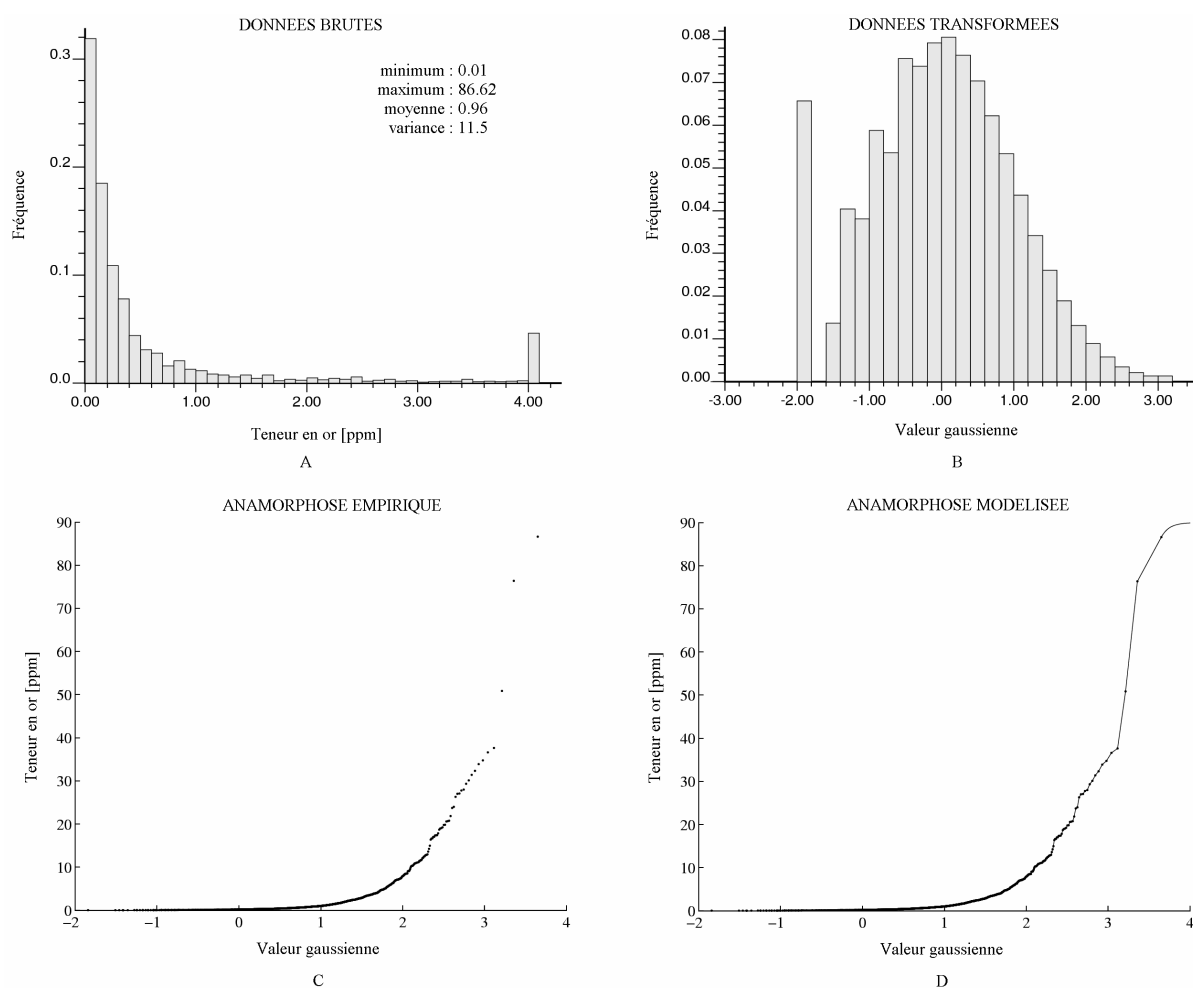 DONNEES BRUTES
minimum : 0.01
maximum : 86.62
moyenne : 0.96
variance : 11.5
Fréquence
0.3
0.2
0.1
0.0
0.00 1.00 2.00 3.00 4.00
Teneur en or [ppm]
A
DONNEES TRANSFORMEES
Fréquence
0.08
0.07
0.06
0.05
0.04
0.03
0.02
0.01
0.00
-3.00 -2.00 -1.00 .00 1.00 2.00 3.00
Valeur gaussienne
B
ANAMORPHOSE EMPIRIQUE
Teneur en or [ppm]
90
80
70
60
50
40
30
20
10
0
−2 −1 0 1 2 3 4
Valeur gaussienne
C
ANAMORPHOSE MODELISEE
Teneur en or [ppm]
90
80
70
60
50
40
30
20
10
0
−2 −1 0 1 2 3 4
Valeur gaussienne
D